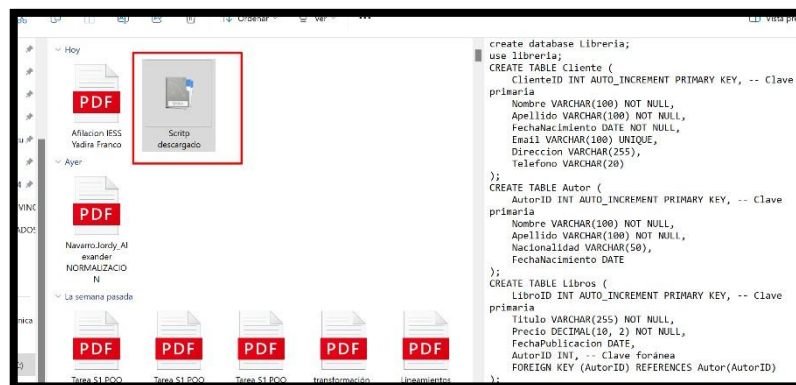 Ordenar
Ver
Vista pre
Hoy
PDF
Afilacion IESS
Yadira Franco
Scritp
descargado
Ayer
PDF
Navarro.Jordy_Al
exander
NORMALIZACIO
N
La semana pasada
PDF
PDF
PDF
PDF
PDF
Tarea S1 POO
Tarea S1 POO
Tarea S1 POO
transformación
Lineamientos
create database Libreria;
use libreria;
CREATE TABLE Cliente (
ClienteID INT AUTO_INCREMENT PRIMARY KEY, -- Clave
primaria
Nombre VARCHAR(100) NOT NULL,
Apellido VARCHAR(100) NOT NULL,
FechaNacimiento DATE NOT NULL,
Email VARCHAR(100) UNIQUE,
Direccion VARCHAR(255),
Telefono VARCHAR(20)
);
CREATE TABLE Autor (
AutorID INT AUTO_INCREMENT PRIMARY KEY, -- Clave
primaria
Nombre VARCHAR(100) NOT NULL,
Apellido VARCHAR(100) NOT NULL,
Nacionalidad VARCHAR(50),
FechaNacimiento DATE
);
CREATE TABLE Libros (
LibroID INT AUTO_INCREMENT PRIMARY KEY, -- Clave
primaria
Titulo VARCHAR(255) NOT NULL,
Precio DECIMAL(10, 2) NOT NULL,
FechaPublicacion DATE,
AutorID INT, -- Clave foránea
FOREIGN KEY (AutorID) REFERENCES Autor(AutorID)
);